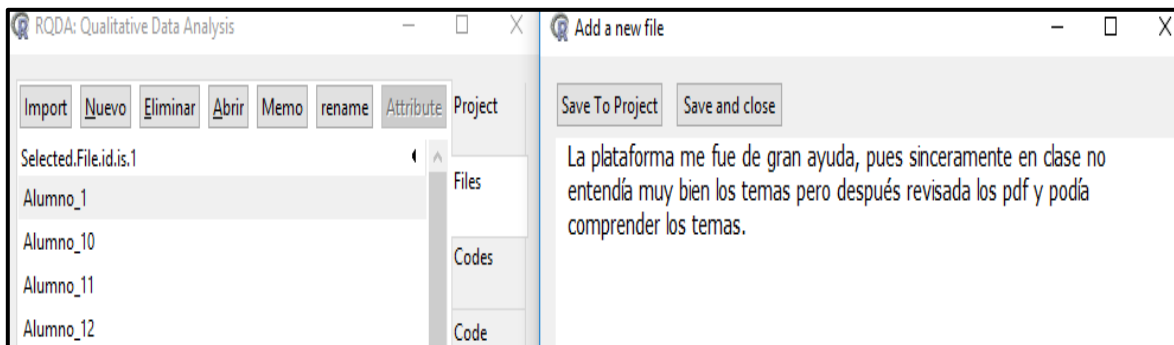 RQDA: Qualitative Data Analysis
Import Nuevo Eliminar Abrir Memo rename Attribute
Selected.File.id.is.1
Alumno_1
Alumno_10
Alumno_11
Alumno_12
Project
Files
Codes
Code
Add a new file
Save To Project Save and close
La plataforma me fue de gran ayuda, pues sinceramente en clase no
entendía muy bien los temas pero después revisada los pdf y podía
comprender los temas.